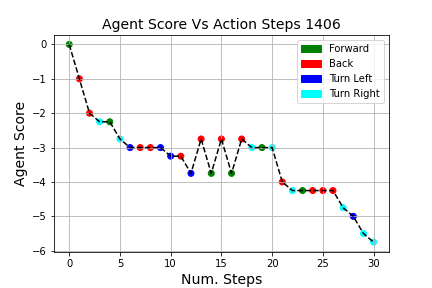 Agent Score Vs Action Steps 1406
Forward
Back
Turn Left
Turn Right
0
−1
−2
−3
−4
−5
−6
Agent Score
0 5 10 15 20 25 30
Num. Steps